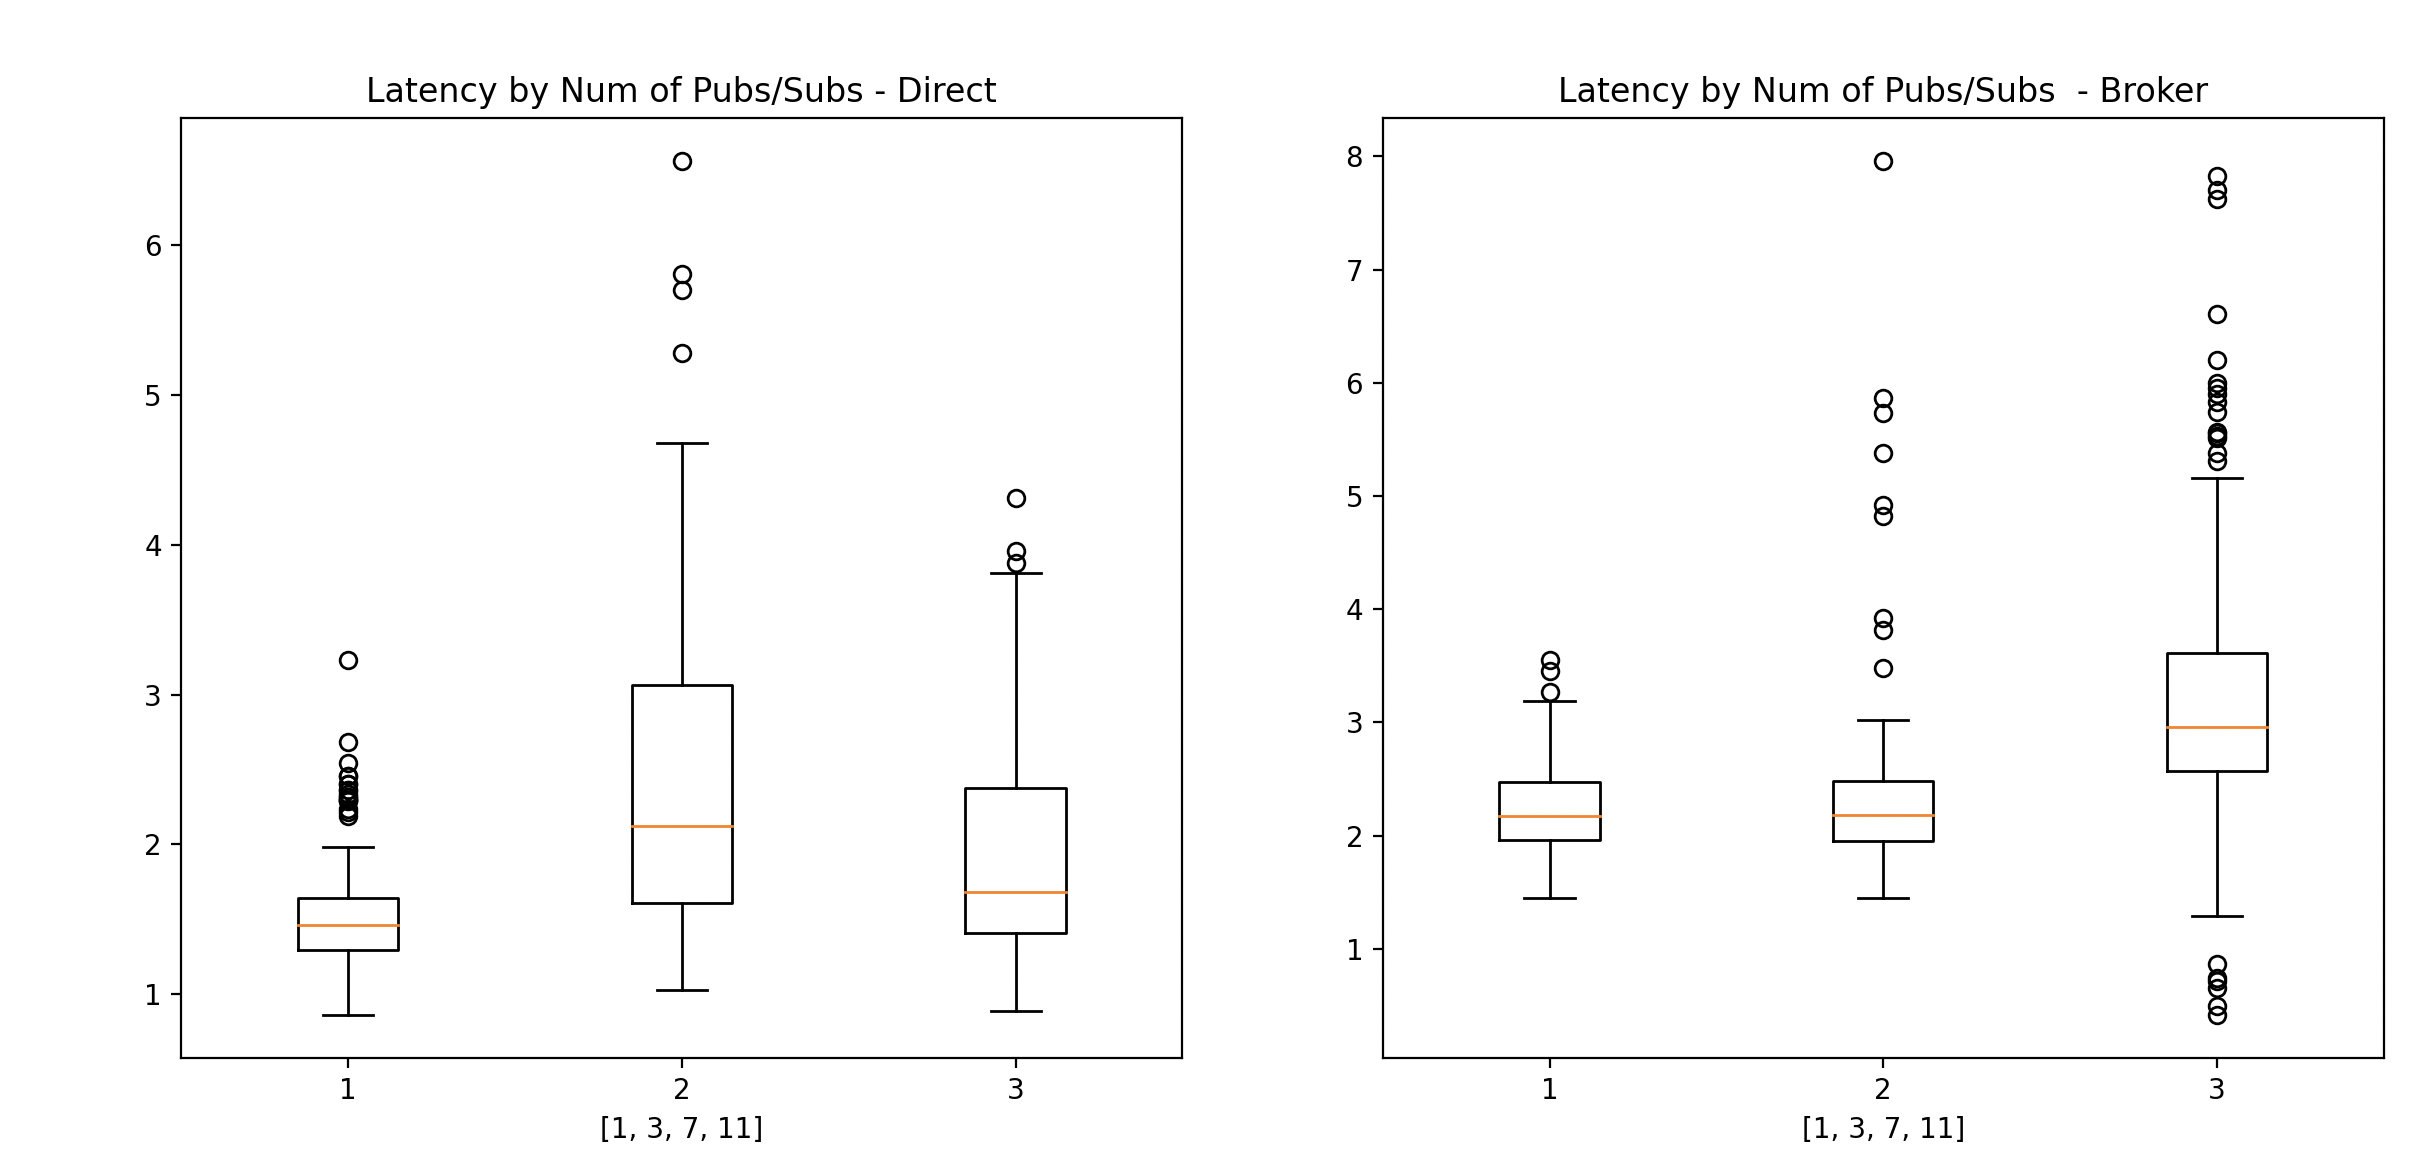 Latency by Num of Pubs/Subs - Direct
6
5
4
3
2
1
1 2 3
[1, 3, 7, 11]
Latency by Num of Pubs/Subs  - Broker
8
7
6
5
4
3
2
1
1 2 3
[1, 3, 7, 11]